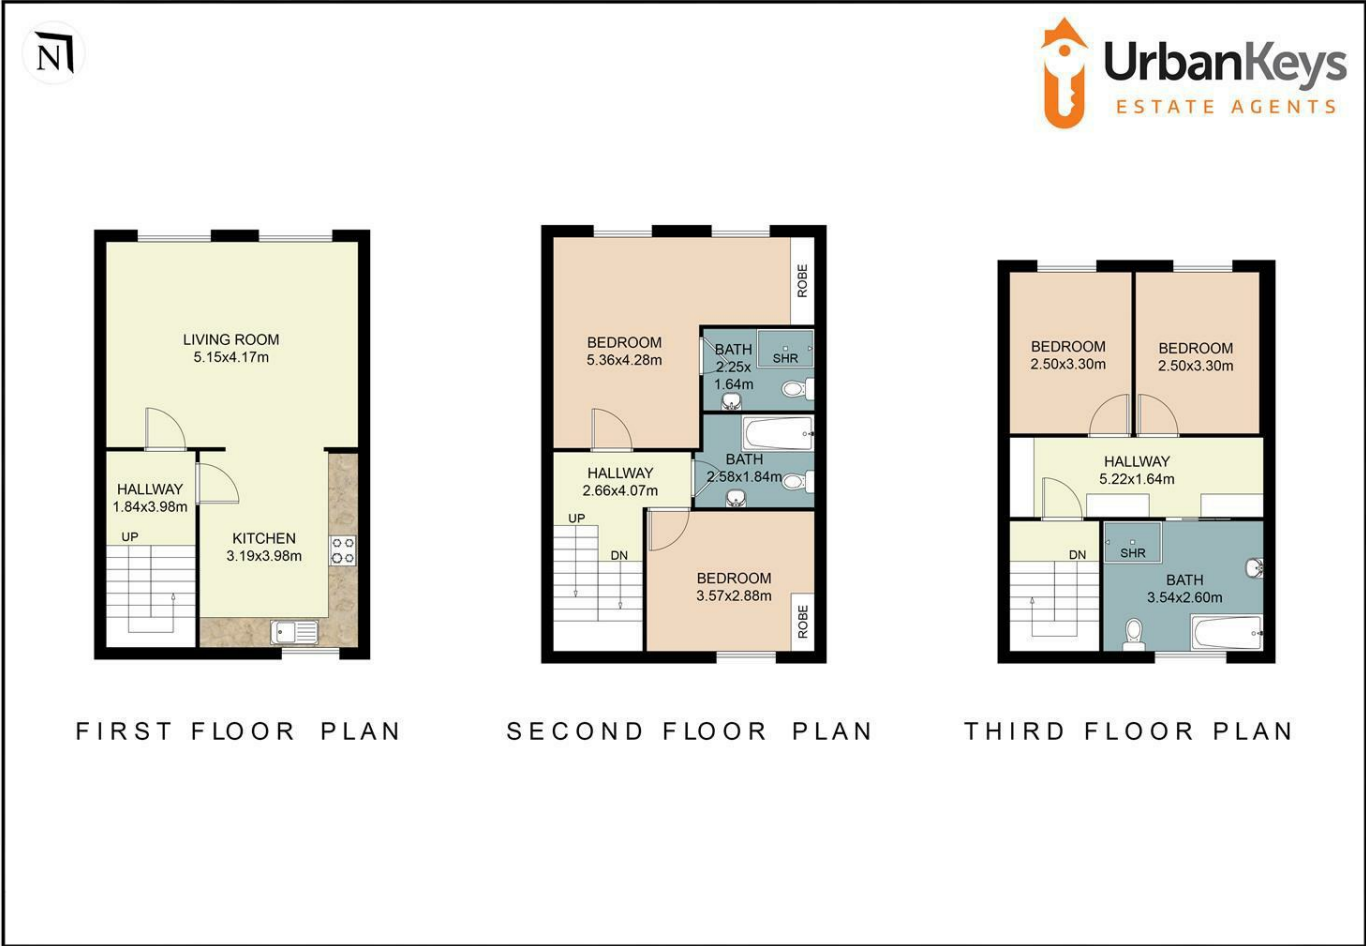 N
UrbanKeys
ESTATE AGENTS
LIVING ROOM
5.15x4.17m
HALLWAY
1.84x3.98m
UP
KITCHEN
3.19x3.98m
FIRST FLOOR PLAN
ROBE
BEDROOM
5.36x4.28m
BATH
2.25x
1.64m
SHR
BATH
2.58x1.84m
HALLWAY
2.66x4.07m
UP
DN
BEDROOM
3.57x2.88m
ROBE
SECOND FLOOR PLAN
BEDROOM
2.50x3.30m
BEDROOM
2.50x3.30m
HALLWAY
5.22x1.64m
DN
SHR
BATH
3.54x2.60m
THIRD FLOOR PLAN